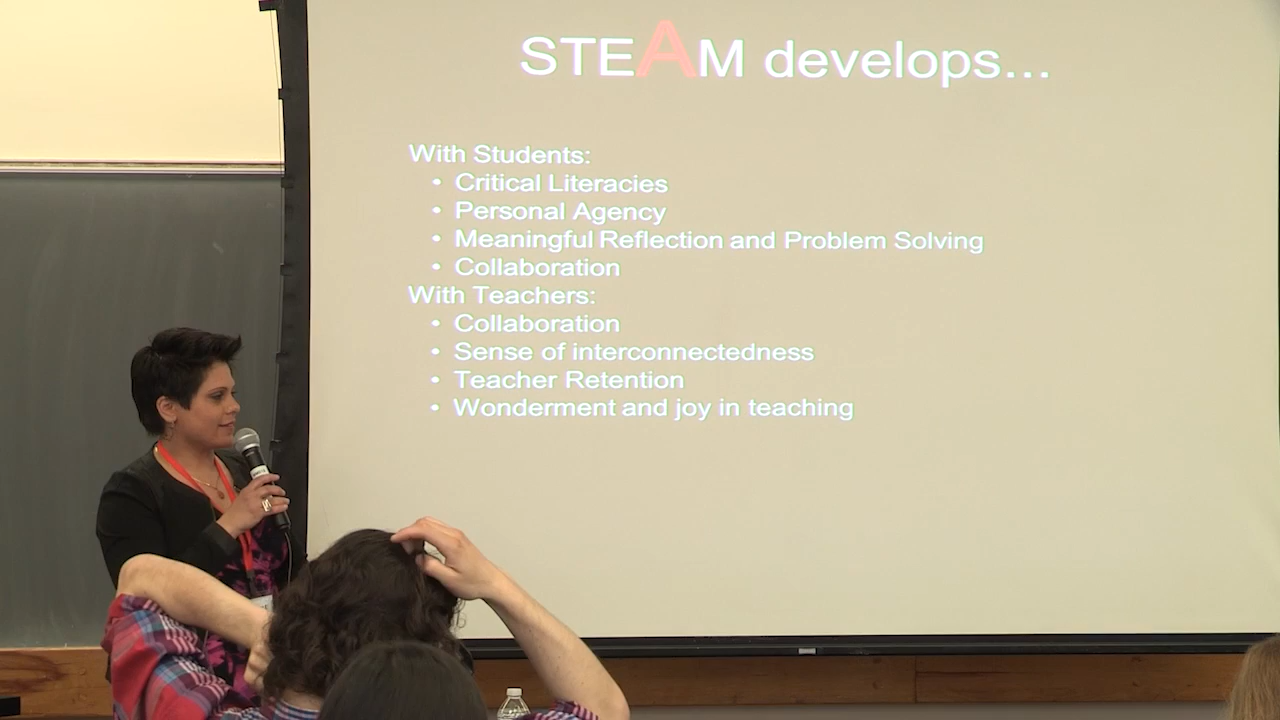 STEAM develops...
With Students:
• Critical Literacies
• Personal Agency
• Meaningful Reflection and Problem Solving
• Collaboration
With Teachers:
• Collaboration
• Sense of interconnectedness
• Teacher Retention
• Wonderment and joy in teaching